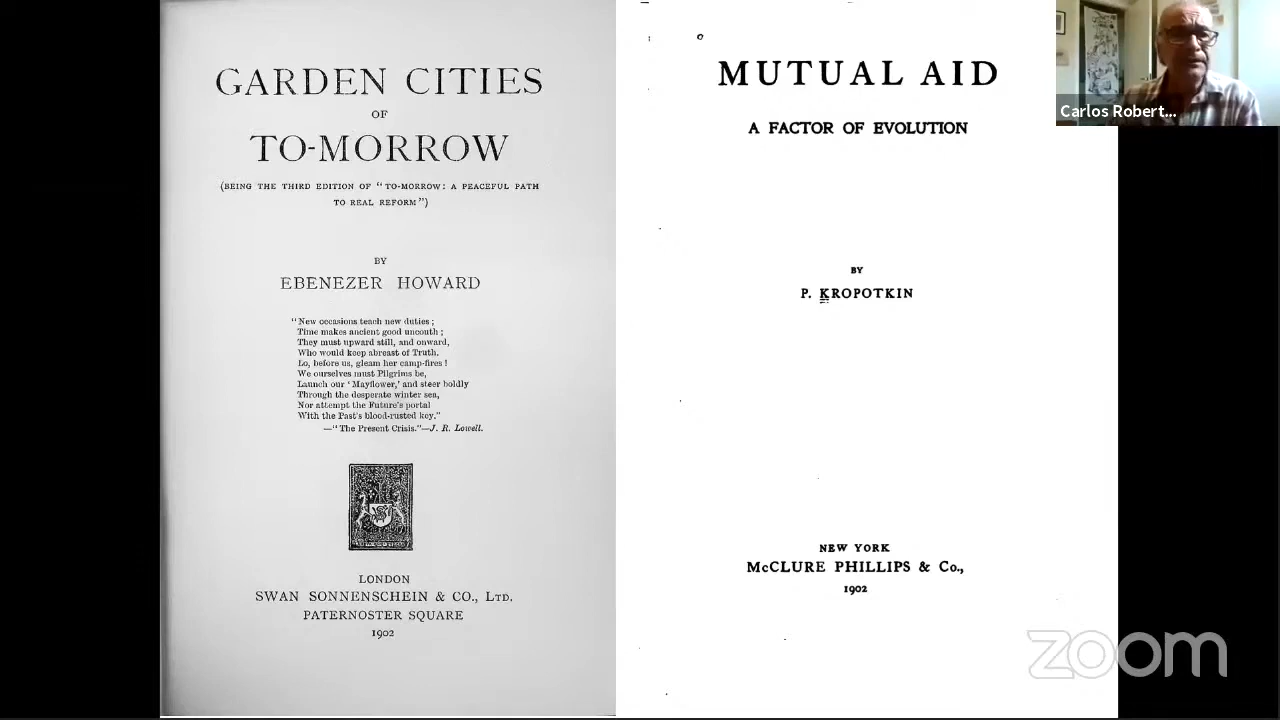 GARDEN CITIES
OF
TO-MORROW
(BEING THE THIRD EDITION OF "TO-MORROW: A PEACEFUL PATH
TO REAL REFORM")
BY
EBENEZER HOWARD
"New occasions teach new duties;
Time makes ancient good uncouth;
They must upward still, and onward,
Who would keep abreast of Truth.
Lo, before us, gleam her camp-fires!
We ourselves must Pilgrims be,
Launch our 'Mayflower,' and steer boldly
Through the desperate winter sea,
Nor attempt the Future's portal
With the Past's blood-rusted key."
—"The Present Crisis."—J. R. Lowell.
LONDON
SWAN SONNENSCHEIN & CO., LTD.
PATERNOSTER SQUARE
1902
MUTUAL AID
A FACTOR OF EVOLUTION
BY
P. KROPOTKIN
NEW YORK
McCLURE PHILLIPS & Co.,
1902
Carlos Robert...
zoom